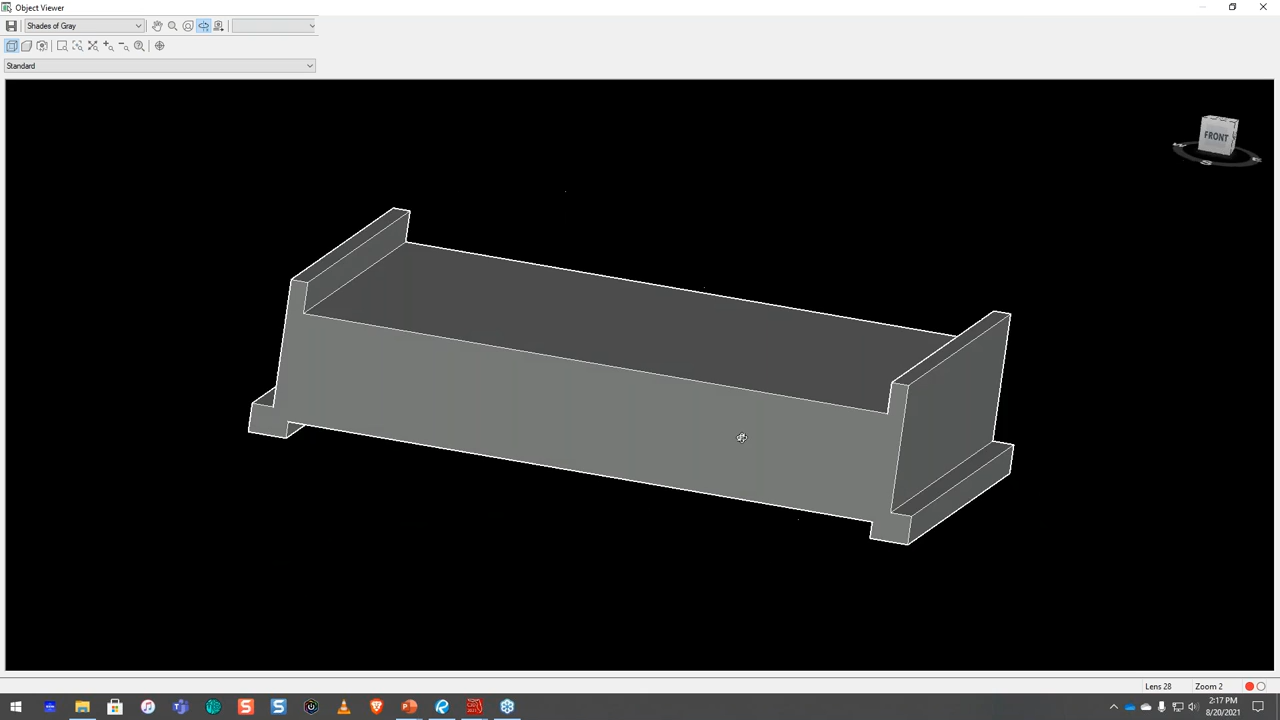 Object Viewer
Shades of Gray
Standard
FRONT
S
Lens 28
Zoom 2
2:17 PM
8/20/2021